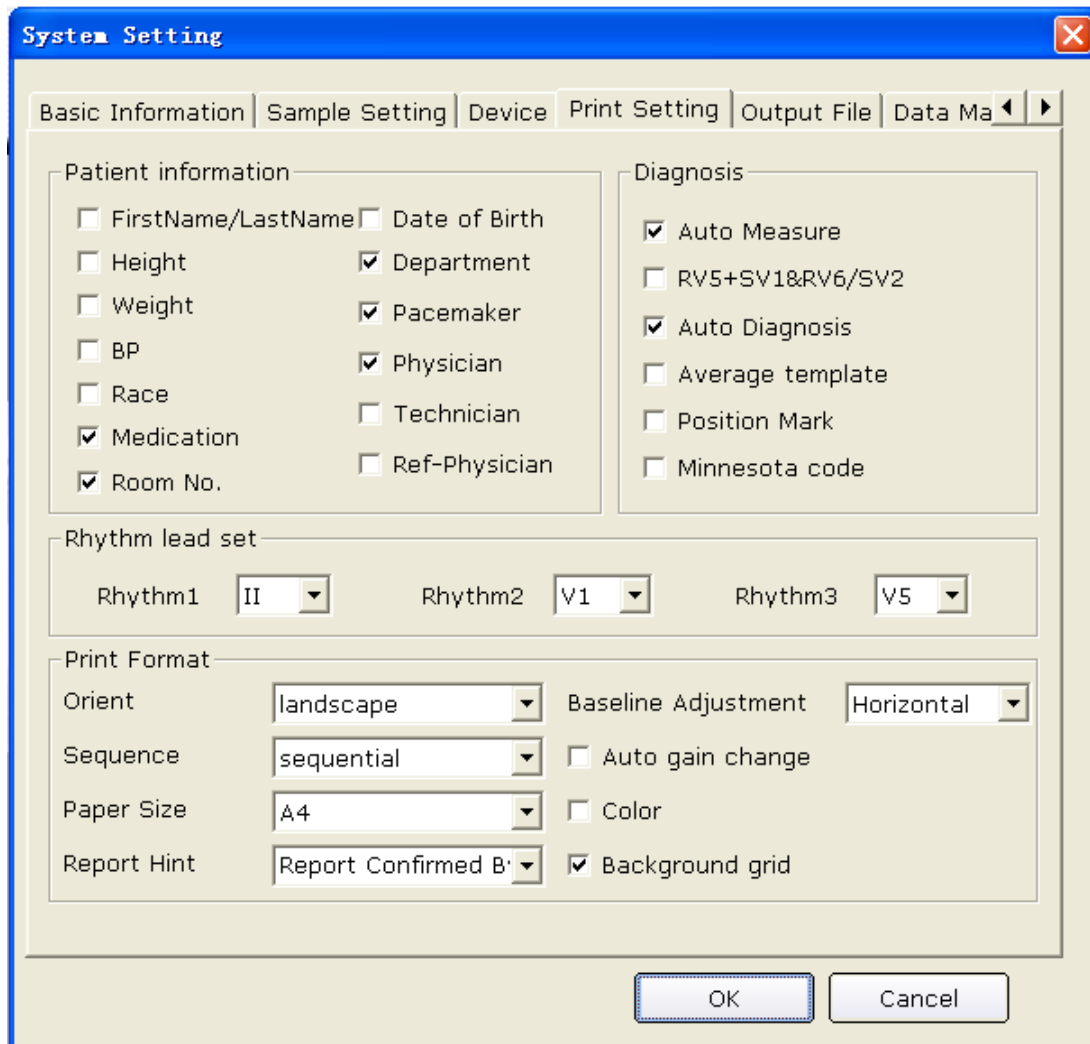 System Setting
Basic Information Sample Setting Device Print Setting Output File Data Ma
Patient information
FirstName/LastName
Height
Weight
BP
Race
Medication
Room No.
Date of Birth
Department
Pacemaker
Physician
Technician
Ref-Physician
Diagnosis
Auto Measure
RV5+SV1&RV6/SV2
Auto Diagnosis
Average template
Position Mark
Minnesota code
Rhythm lead set
Rhythm1 II Rhythm2 V1 Rhythm3 V5
Print Format
Orient landscape Baseline Adjustment Horizontal
Sequence sequential Auto gain change
Paper Size A4 Color
Report Hint Report Confirmed B Background grid
OK Cancel